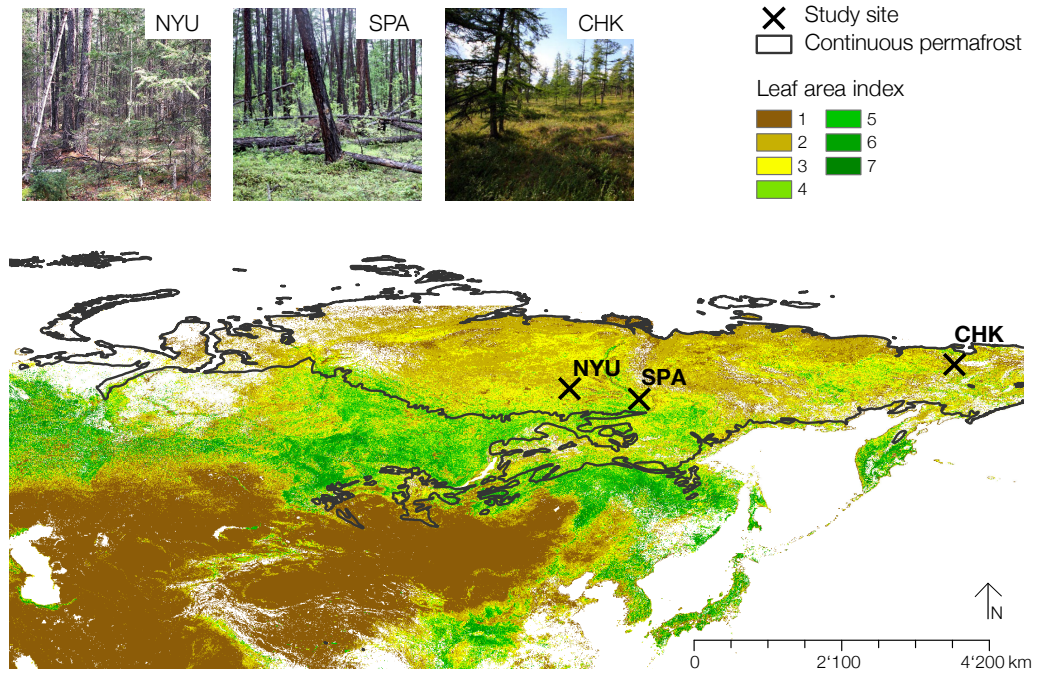 NYU
SPA
CHK
Study site
Continuous permafrost
Leaf area index
1
2
3
4
5
6
7
NYU
SPA
CHK
N
0
2'100
4'200 km